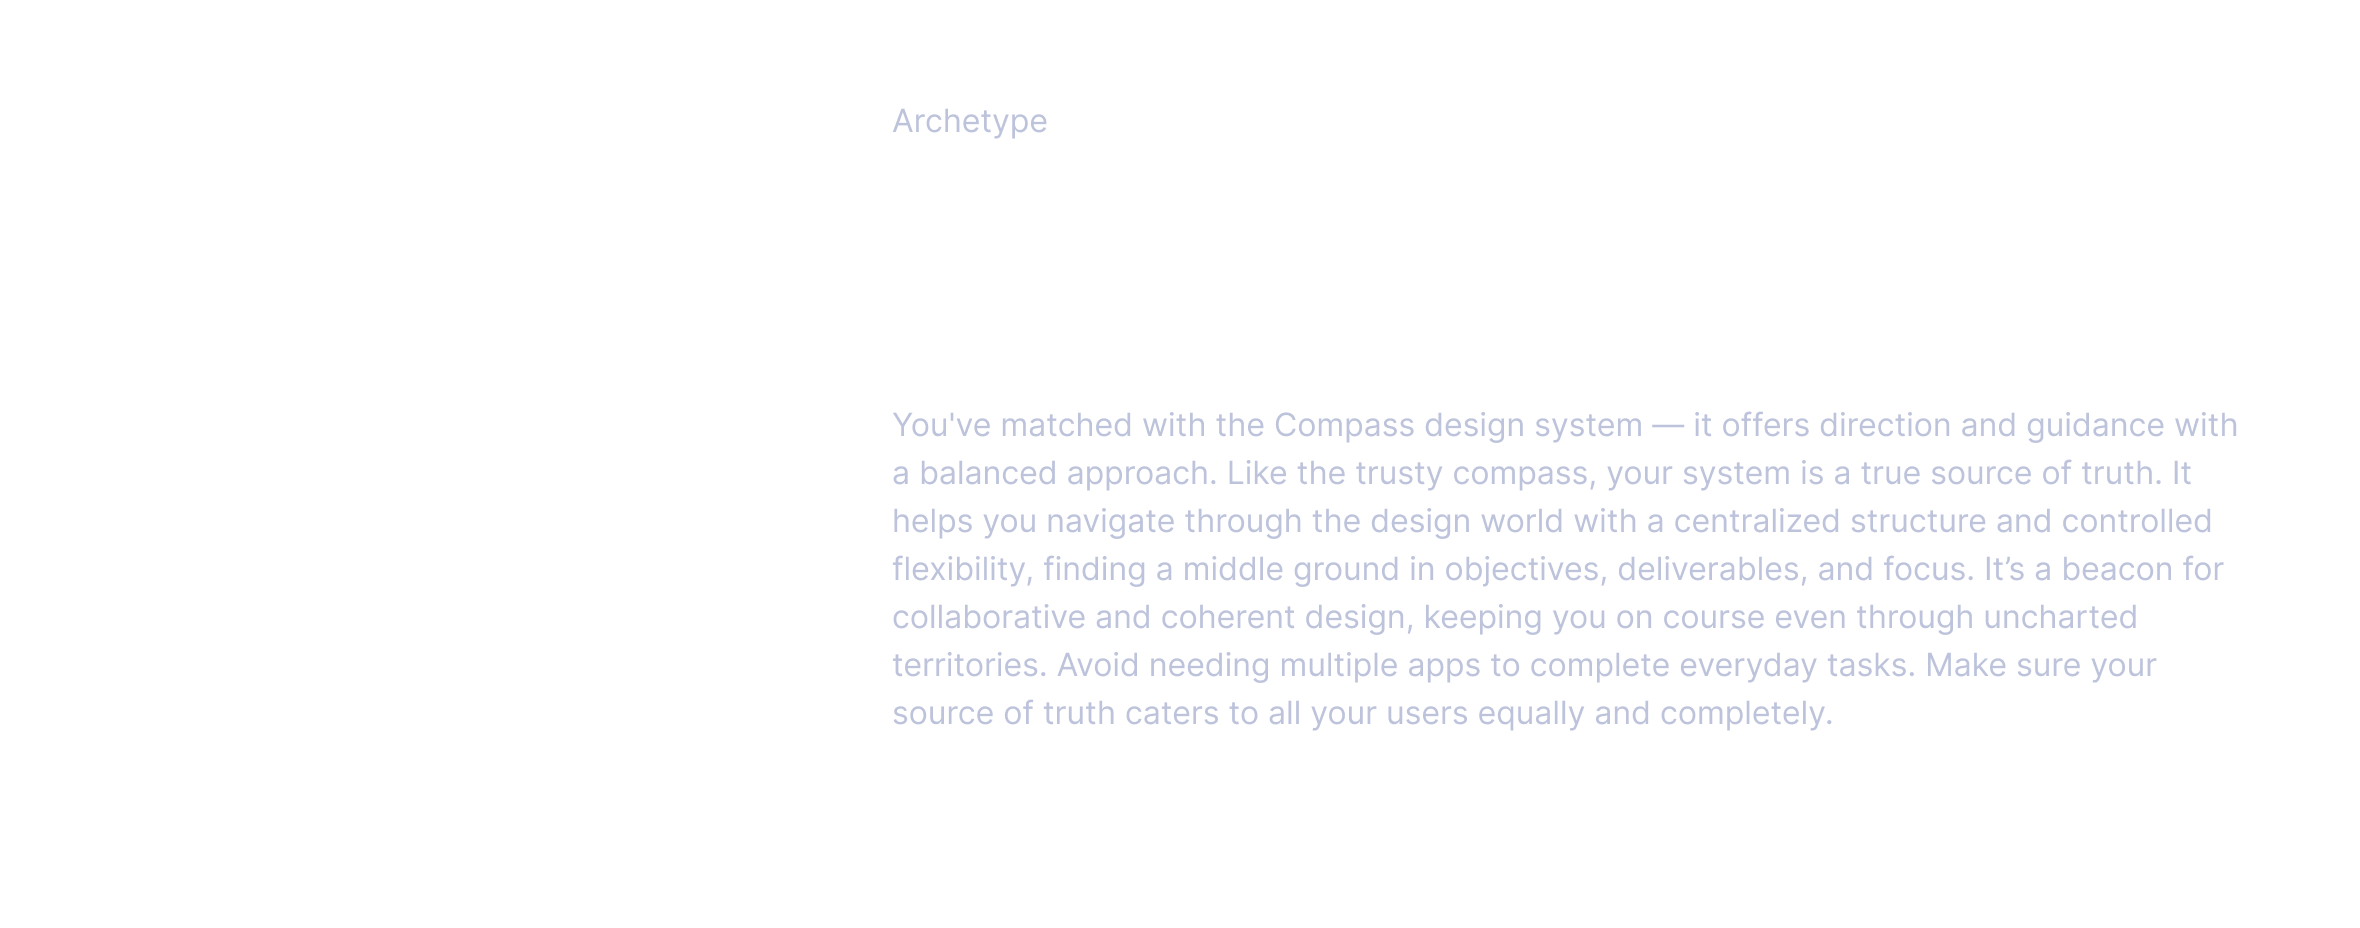 Archetype
You've matched with the Compass design system — it offers direction and guidance with
a balanced approach. Like the trusty compass, your system is a true source of truth. It
helps you navigate through the design world with a centralized structure and controlled
flexibility, finding a middle ground in objectives, deliverables, and focus. It’s a beacon for
collaborative and coherent design, keeping you on course even through uncharted
territories. Avoid needing multiple apps to complete everyday tasks. Make sure your
source of truth caters to all your users equally and completely.